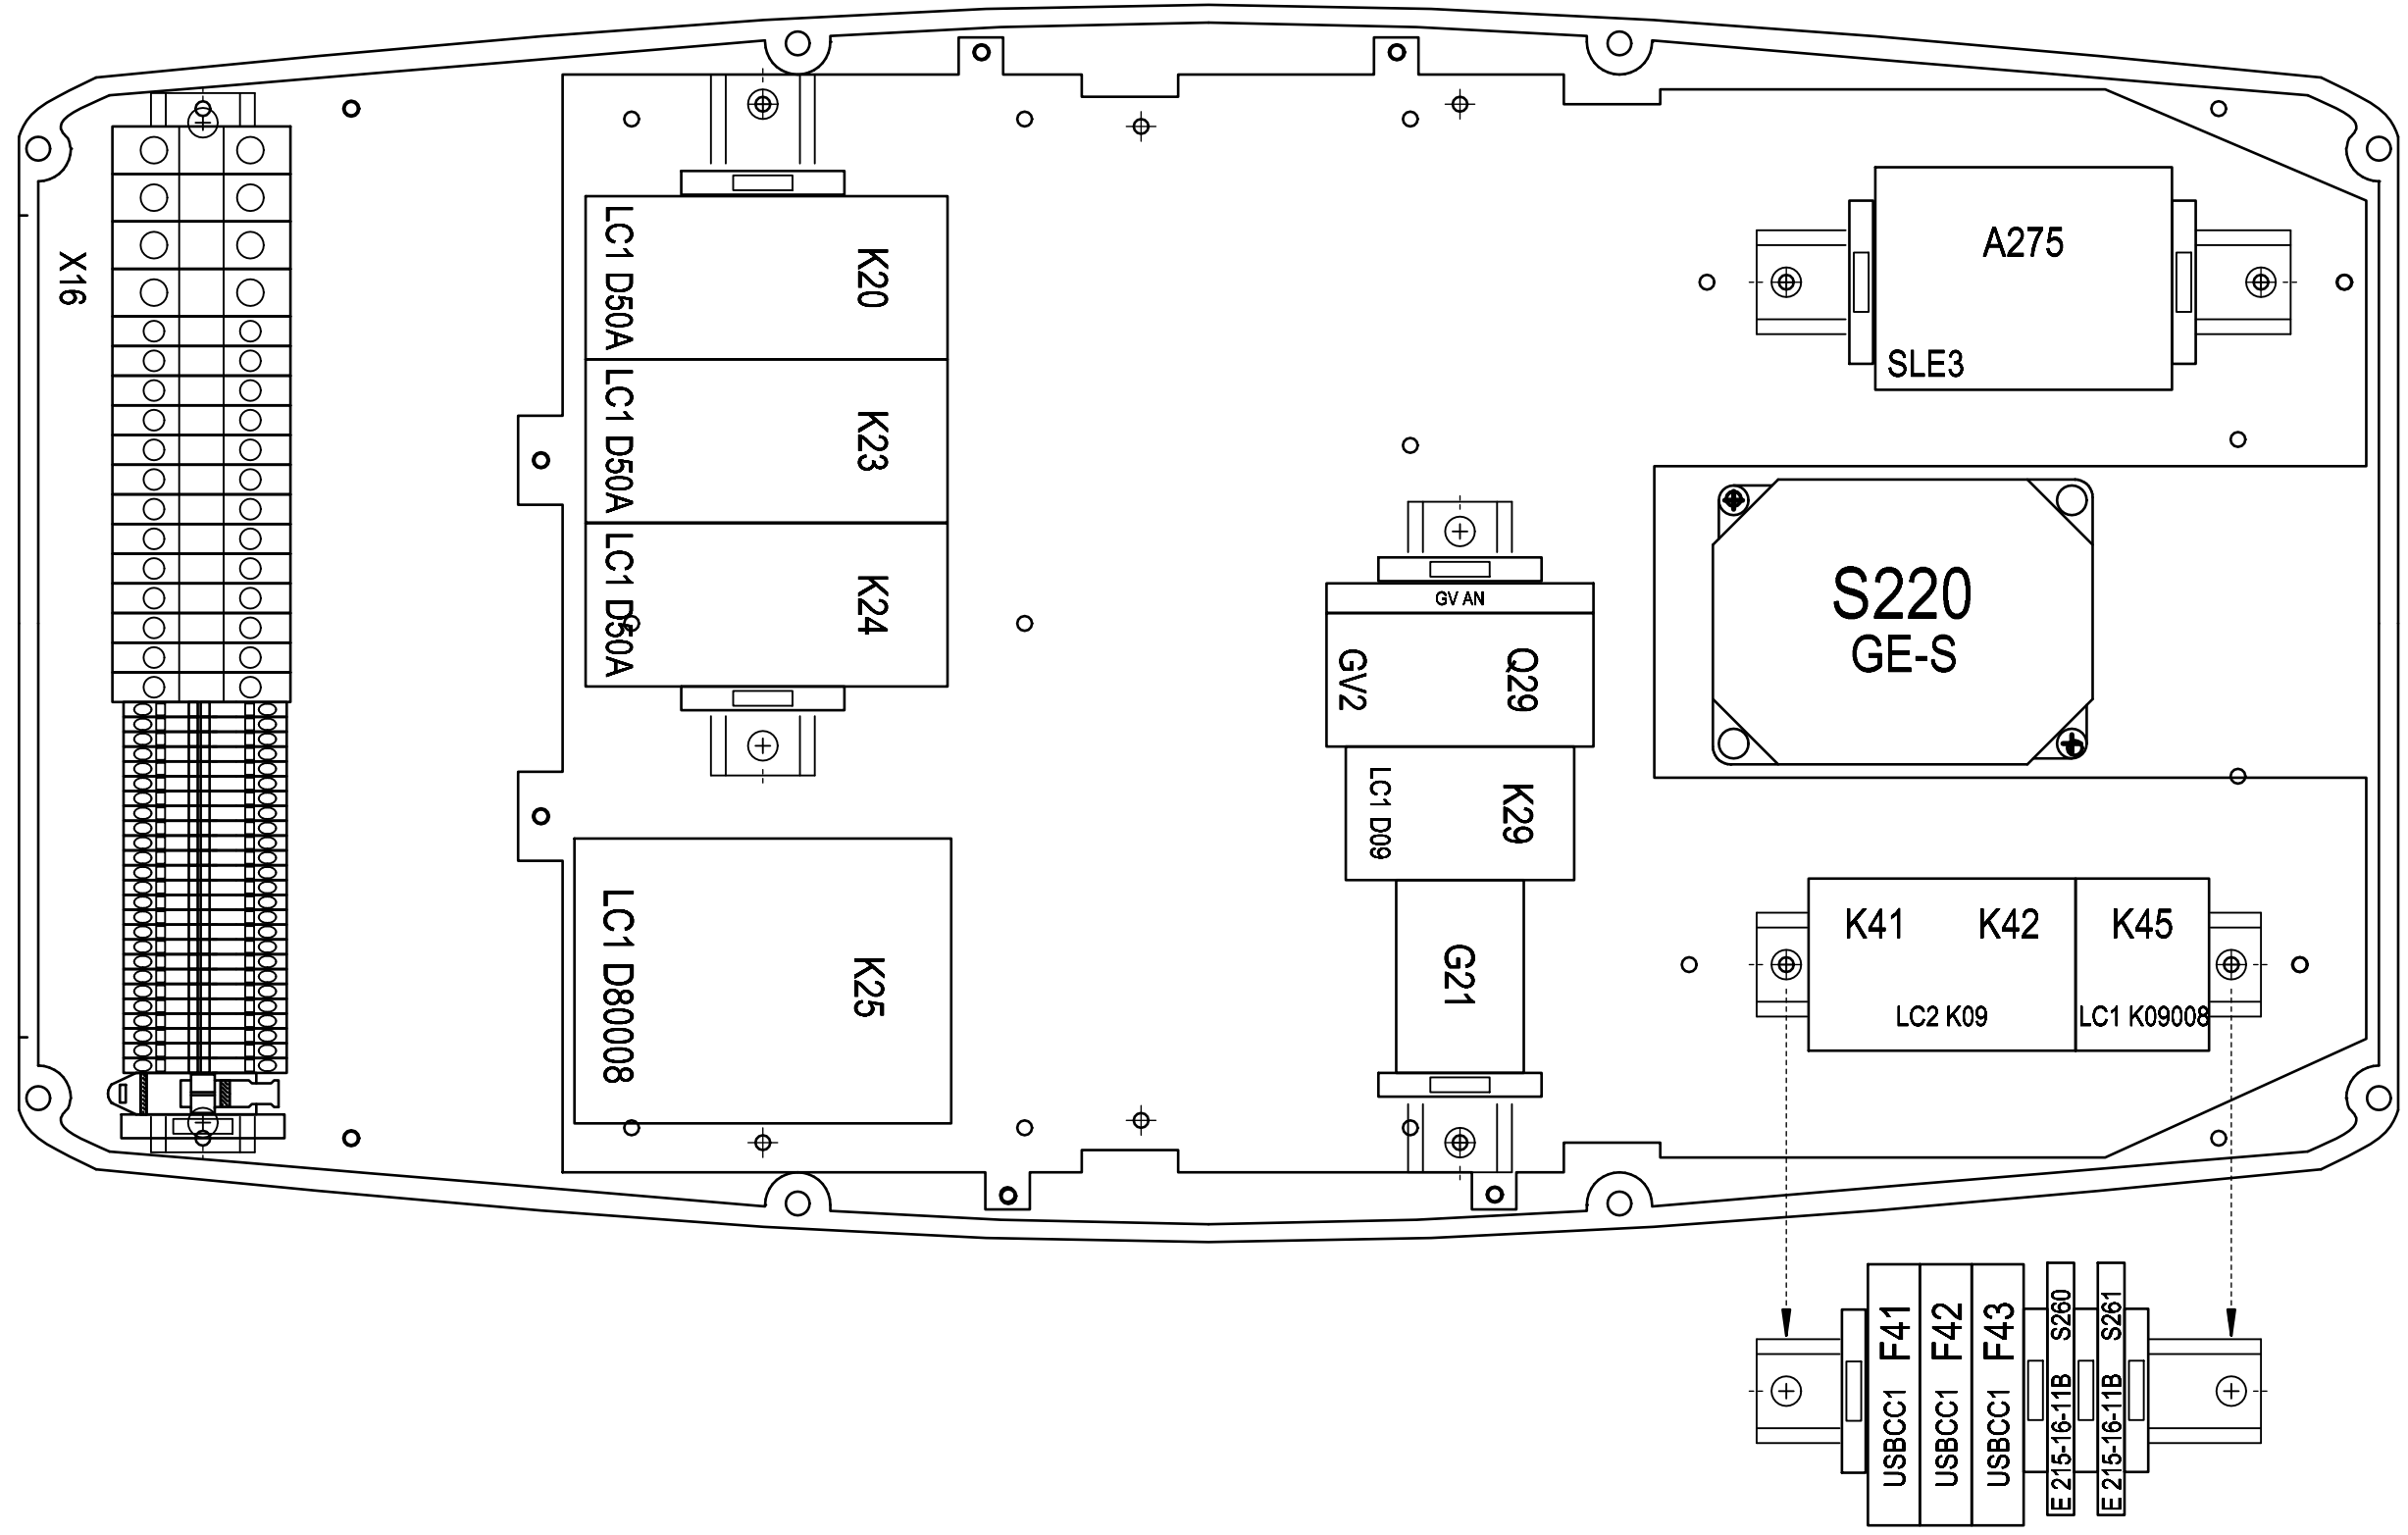 X16
LC1 D50A
K20
LC1 D50A
K23
LC1 D50A
K24
LC1 D80008
K25
GV AN
GV2
Q29
LC1 D09
K29
G21
A275
SLE3
S220
GE-S
K41
K42
K45
LC2 K09
LC1 K09008
F41
USBCC1
F42
USBCC1
F43
USBCC1
S260
E 215-16-11B
S261
E 215-16-11B